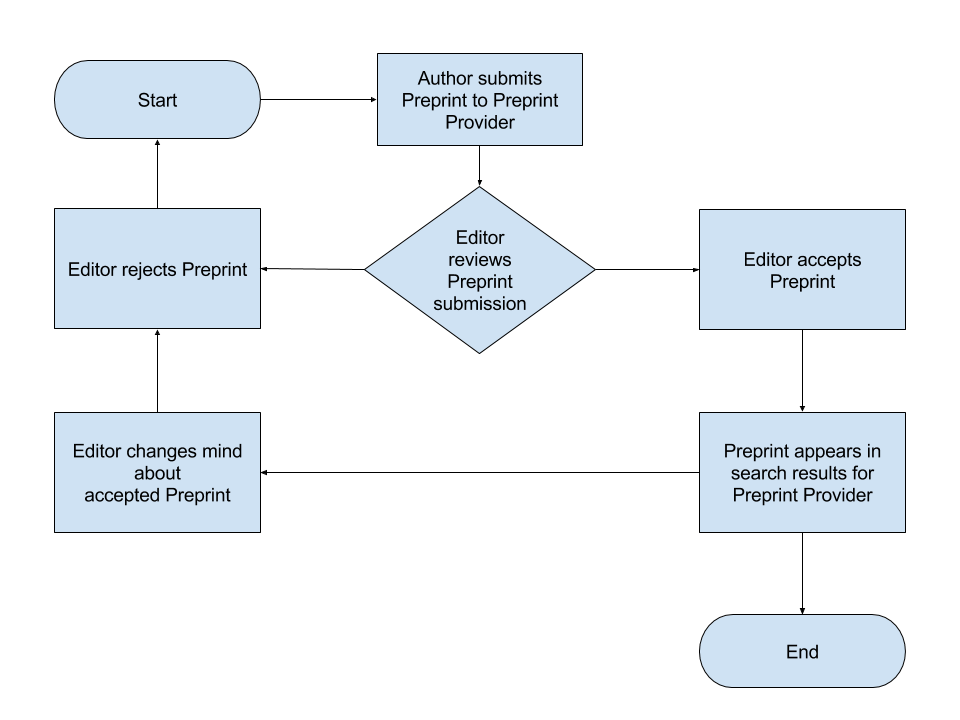 Start
Author submits
Preprint to Preprint
Provider
Editor
reviews
Preprint
submission
Editor rejects Preprint
Editor accepts
Preprint
Editor changes mind
about
accepted Preprint
Preprint appears in
search results for
Preprint Provider
End